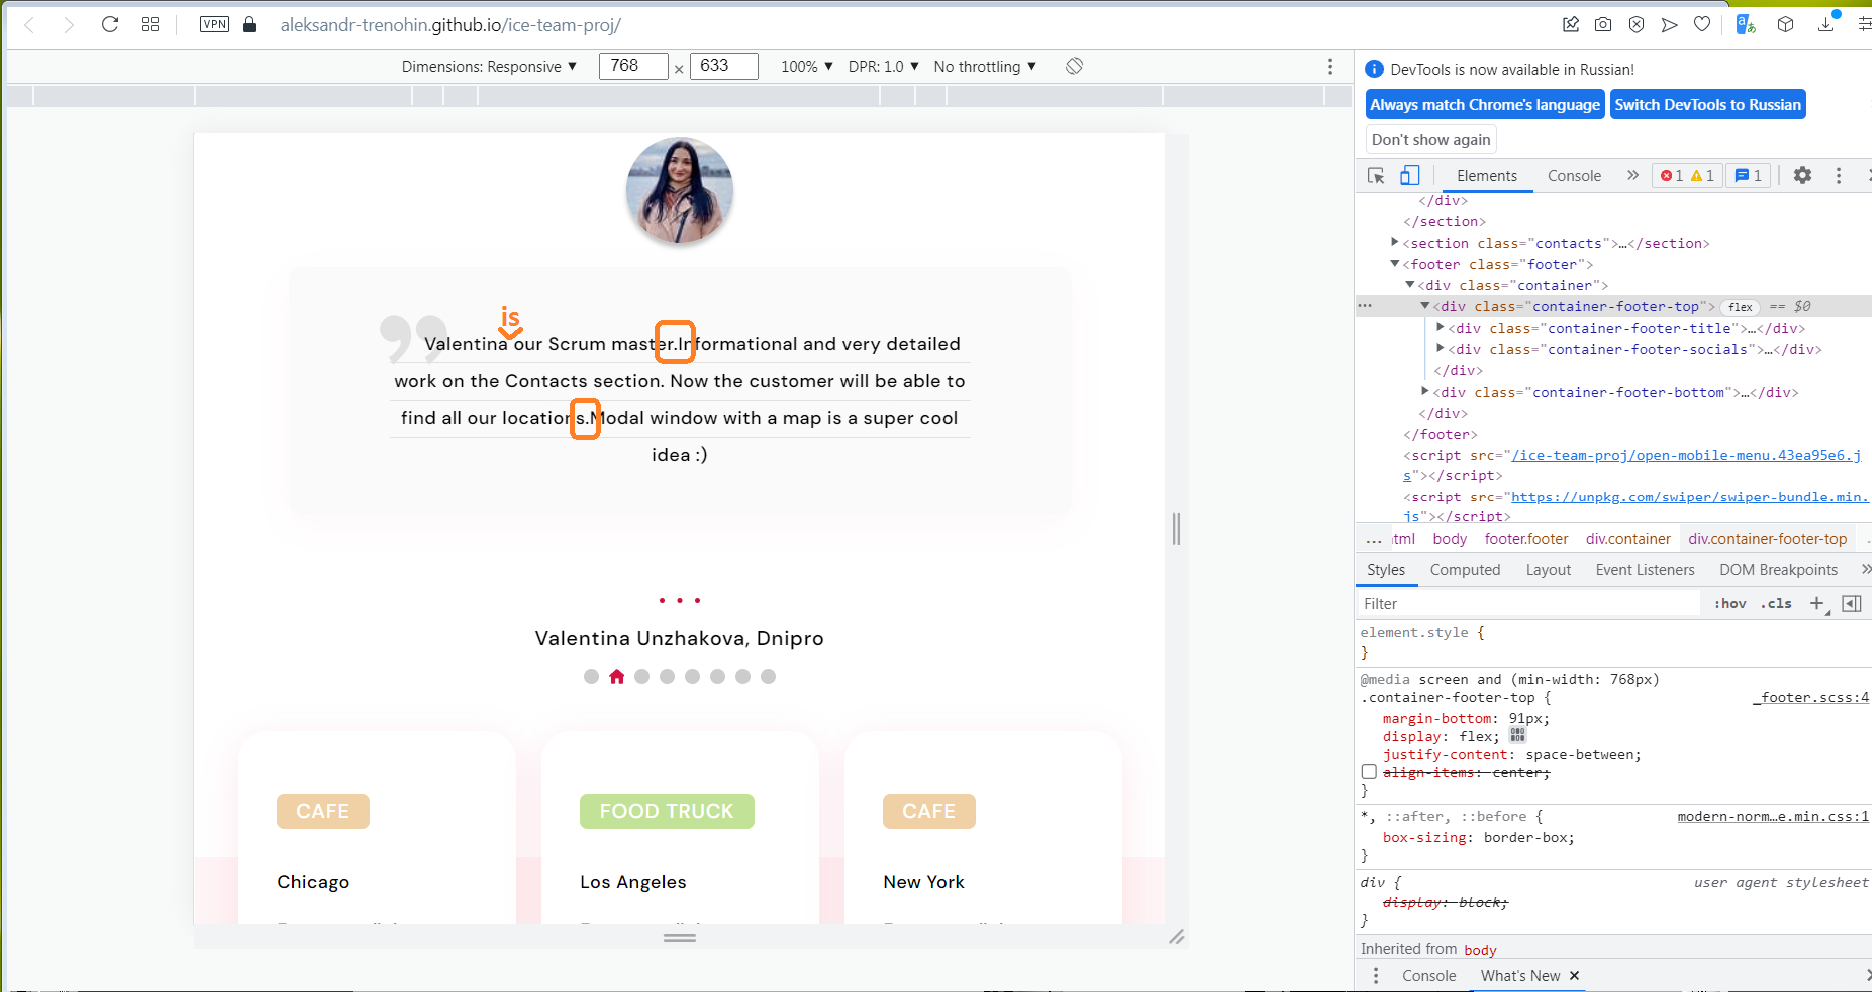 VPN
aleksandr-trenohin.github.io/ice-team-proj/
Dimensions: Responsive ▼ 768 × 633 100% ▼ DPR: 1.0 ▼ No throttling ▼
is
Valentina our Scrum master.Informational and very detailed
work on the Contacts section. Now the customer will be able to
find all our locations.Modal window with a map is a super cool
idea :)
Valentina Unzhakova, Dnipro
CAFE
Chicago
FOOD TRUCK
Los Angeles
CAFE
New York
DevTools is now available in Russian!
Always match Chrome's language
Switch DevTools to Russian
Don't show again
Elements Console » 1 1 1
</div>
</section>
▶<section class="contacts">…</section>
▼<footer class="footer">
▼<div class="container">
… ▼<div class="container-footer-top"> flex == $0
▶<div class="container-footer-title">…</div>
▶<div class="container-footer-socials">…</div>
</div>
▶<div class="container-footer-bottom">…</div>
</div>
</footer>
<script src="/ice-team-proj/open-mobile-menu.43ea95e6.j
s"></script>
<script src="https://unpkg.com/swiper/swiper-bundle.min.
js"></script>
... html body footer.footer div.container div.container-footer-top
Styles Computed Layout Event Listeners DOM Breakpoints »
Filter :hov .cls +
element.style {
}
@media screen and (min-width: 768px)
.container-footer-top { _footer.scss:4
margin-bottom: 91px;
display: flex;
justify-content: space-between;
align-items: center;
}
*, ::after, ::before { modern-norm…e.min.css:1
box-sizing: border-box;
}
div { user agent stylesheet
display: block;
}
Inherited from body
Console What's New ×